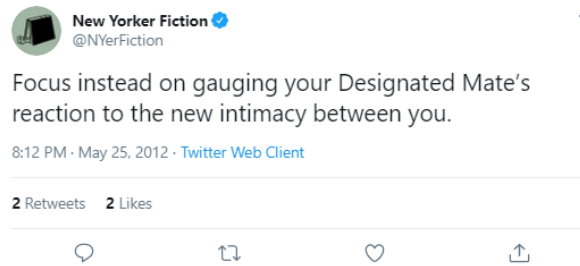 New Yorker Fiction
@NYerFiction
Focus instead on gauging your Designated Mate's
reaction to the new intimacy between you.
8:12 PM · May 25, 2012 · Twitter Web Client
2 Retweets 2 Likes